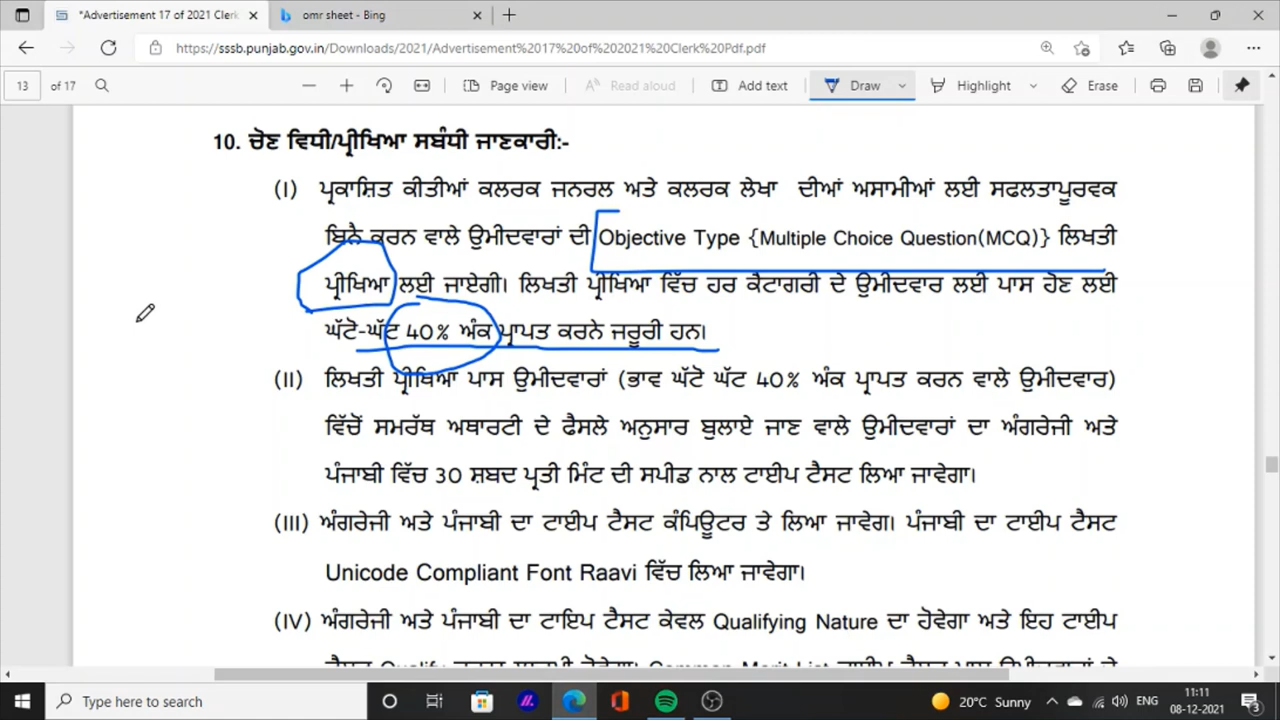 *Advertisement 17 of 2021 Clerk
omr sheet - Bing
https://sssb.punjab.gov.in/Downloads/2021/Advertisement%2017%20of%202021%20Clerk%20Pdf.pdf
13 of 17
Page view
Read aloud
Add text
Draw
Highlight
Erase
10. ਚੋਣ ਵਿਧੀ/ਪ੍ਰੀਖਿਆ ਸਬੰਧੀ ਜਾਣਕਾਰੀ:-
(I) ਪ੍ਰਕਾਸ਼ਿਤ ਕੀਤੀਆਂ ਕਲਰਕ ਜਨਰਲ ਅਤੇ ਕਲਰਕ ਲੇਖਾ ਦੀਆਂ ਅਸਾਮੀਆਂ ਲਈ ਸਫਲਤਾਪੂਰਵਕ
ਬਿਨੈ ਕਰਨ ਵਾਲੇ ਉਮੀਦਵਾਰਾਂ ਦੀ Objective Type {Multiple Choice Question(MCQ)} ਲਿਖਤੀ
ਪ੍ਰੀਖਿਆ ਲਈ ਜਾਏਗੀ। ਲਿਖਤੀ ਪ੍ਰੀਖਿਆ ਵਿੱਚ ਹਰ ਕੈਟਾਗਰੀ ਦੇ ਉਮੀਦਵਾਰ ਲਈ ਪਾਸ ਹੋਣ ਲਈ
ਘੱਟੋ-ਘੱਟ 40% ਅੰਕ ਪ੍ਰਾਪਤ ਕਰਨੇ ਜਰੂਰੀ ਹਨ।
(II) ਲਿਖਤੀ ਪ੍ਰੀਥਿਆ ਪਾਸ ਉਮੀਦਵਾਰਾਂ (ਭਾਵ ਘੱਟੋ ਘੱਟ 40% ਅੰਕ ਪ੍ਰਾਪਤ ਕਰਨ ਵਾਲੇ ਉਮੀਦਵਾਰ)
ਵਿੱਚੋਂ ਸਮਰੱਥ ਅਥਾਰਟੀ ਦੇ ਫੈਸਲੇ ਅਨੁਸਾਰ ਬੁਲਾਏ ਜਾਣ ਵਾਲੇ ਉਮੀਦਵਾਰਾਂ ਦਾ ਅੰਗਰੇਜੀ ਅਤੇ
ਪੰਜਾਬੀ ਵਿੱਚ 30 ਸ਼ਬਦ ਪ੍ਰਤੀ ਮਿੰਟ ਦੀ ਸਪੀਡ ਨਾਲ ਟਾਈਪ ਟੈਸਟ ਲਿਆ ਜਾਵੇਗਾ।
(III) ਅੰਗਰੇਜੀ ਅਤੇ ਪੰਜਾਬੀ ਦਾ ਟਾਈਪ ਟੈਸਟ ਕੰਪਿਊਟਰ ਤੇ ਲਿਆ ਜਾਵੇਗ। ਪੰਜਾਬੀ ਦਾ ਟਾਈਪ ਟੈਸਟ
Unicode Compliant Font Raavi ਵਿੱਚ ਲਿਆ ਜਾਵੇਗਾ।
(IV) ਅੰਗਰੇਜੀ ਅਤੇ ਪੰਜਾਬੀ ਦਾ ਟਾਇਪ ਟੈਸਟ ਕੇਵਲ Qualifying Nature ਦਾ ਹੋਵੇਗਾ ਅਤੇ ਇਹ ਟਾਈਪ
Type here to search
20°C Sunny
ENG
11:11
08-12-2021
3